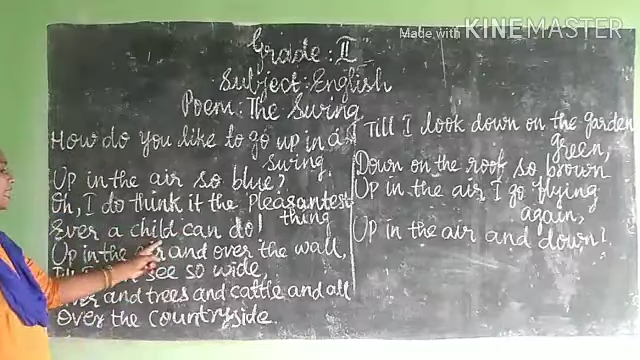 Made with KINEMASTER
Grade: II
Subject: English
Poem: The Swing
How do you like to go up in a
swing
Up in the air so blue?
Oh, I do think it the Pleasantest
thing
Ever a child can do!
Up in the and over the wall,
Till see so wide,
and trees and cattle and all
Over the countryside.
Till I look down on the garden
green,
Down on the roof so brown
Up in the air I go flying
again,
Up in the air and down!